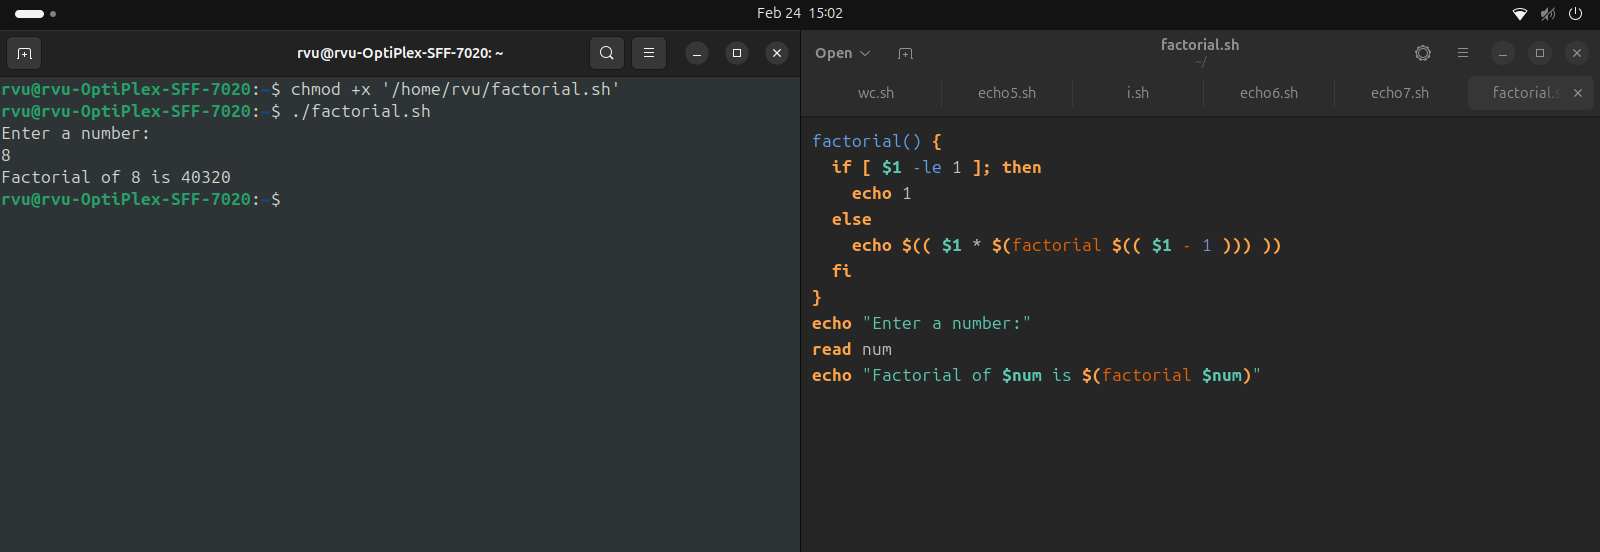 Feb 24 15:02
rvu@rvu-OptiPlex-SFF-7020: ~
rvu@rvu-OptiPlex-SFF-7020:~$ chmod +x '/home/rvu/factorial.sh'
rvu@rvu-OptiPlex-SFF-7020:~$ ./factorial.sh
Enter a number:
8
Factorial of 8 is 40320
rvu@rvu-OptiPlex-SFF-7020:~$
Open
factorial.sh
~/
wc.sh echo5.sh i.sh echo6.sh echo7.sh factorial.s
factorial() {
  if [ $1 -le 1 ]; then
    echo 1
  else
    echo $(( $1 * $(factorial $(( $1 - 1 ))) ))
  fi
}
echo "Enter a number:"
read num
echo "Factorial of $num is $(factorial $num)"